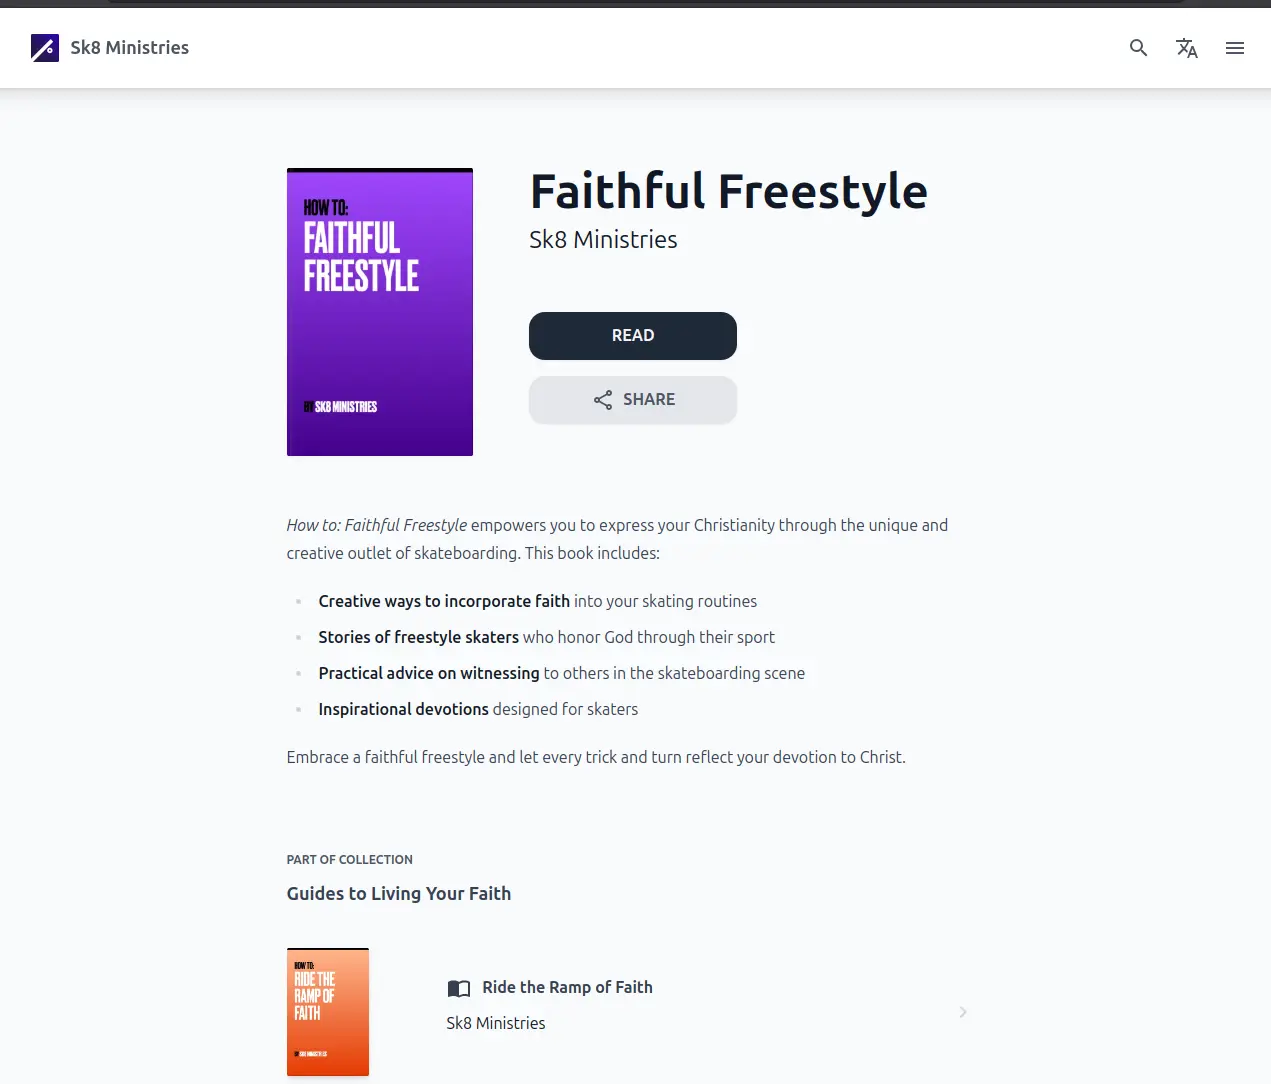 Sk8 Ministries
HOW TO:
FAITHFUL
FREESTYLE
BY SK8 MINISTRIES
Faithful Freestyle
Sk8 Ministries
READ
SHARE
How to: Faithful Freestyle empowers you to express your Christianity through the unique and
creative outlet of skateboarding. This book includes:
Creative ways to incorporate faith into your skating routines
Stories of freestyle skaters who honor God through their sport
Practical advice on witnessing to others in the skateboarding scene
Inspirational devotions designed for skaters
Embrace a faithful freestyle and let every trick and turn reflect your devotion to Christ.
PART OF COLLECTION
Guides to Living Your Faith
HOW TO:
RIDE THE
RAMP OF
FAITH
BY SK8 MINISTRIES
Ride the Ramp of Faith
Sk8 Ministries